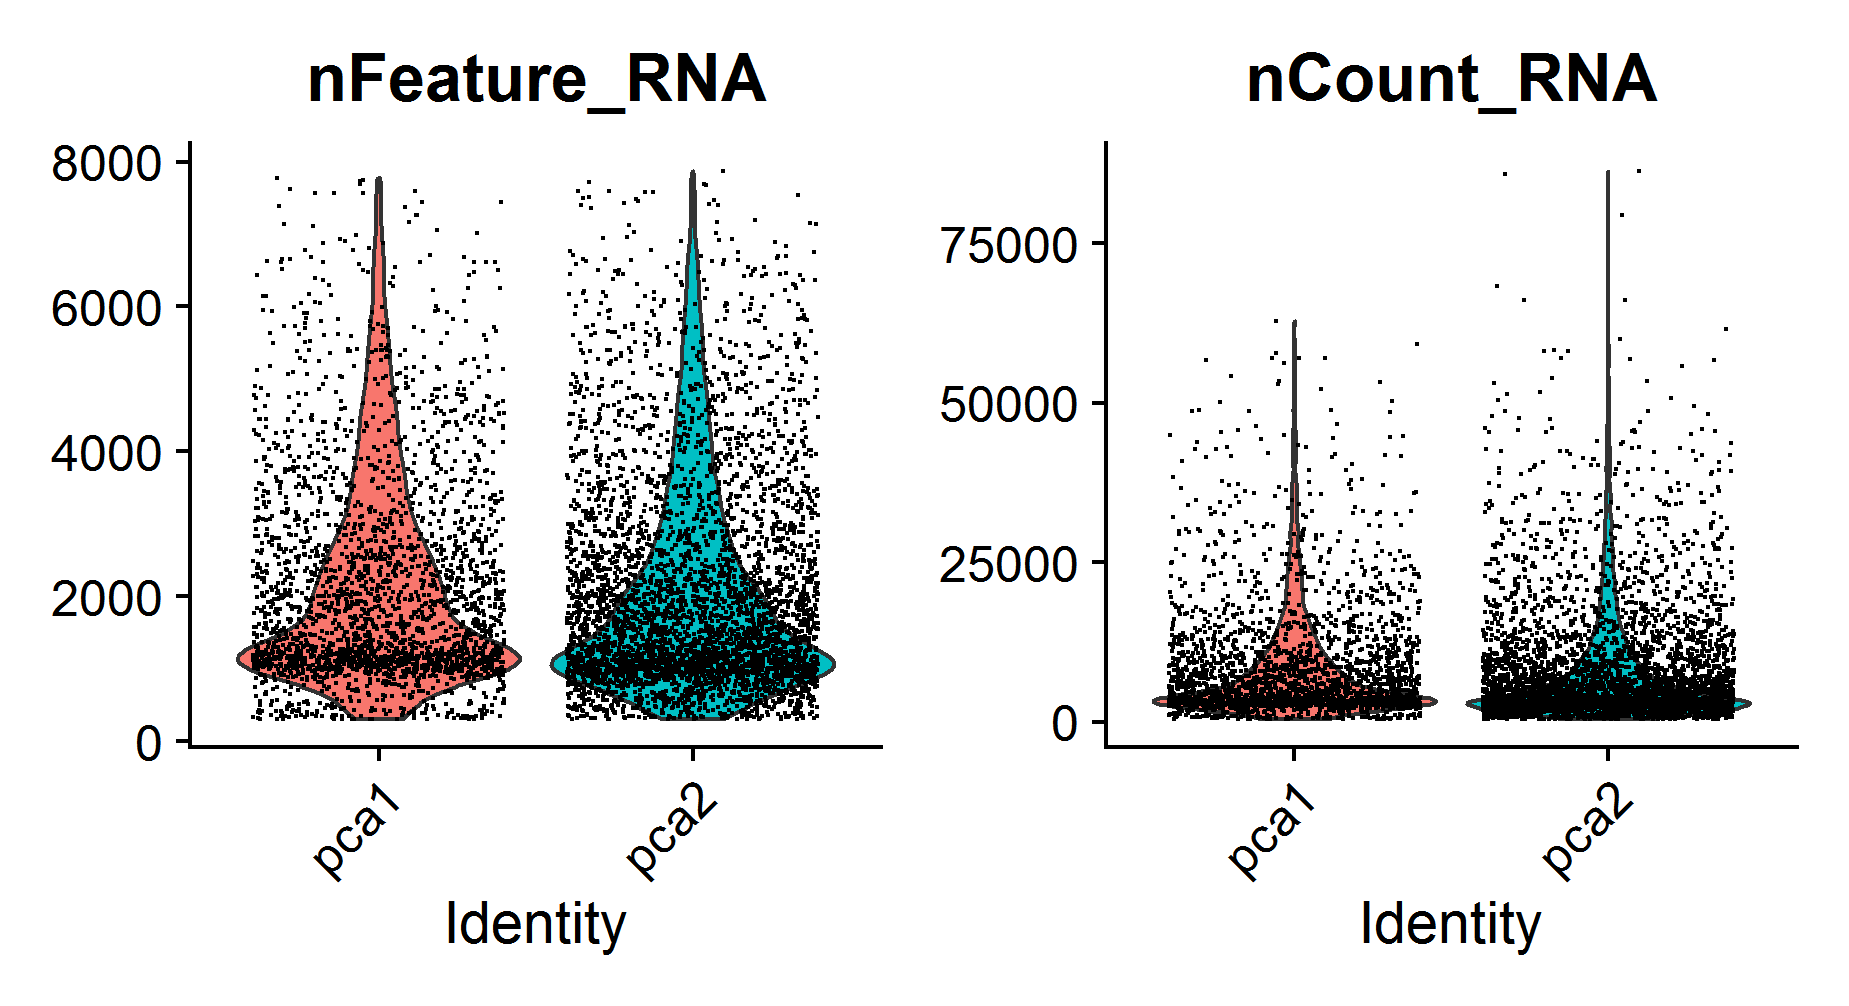 nFeature_RNA
8000
6000
4000
2000
0
pca1
pca2
Identity
nCount_RNA
75000
50000
25000
0
pca1
pca2
Identity